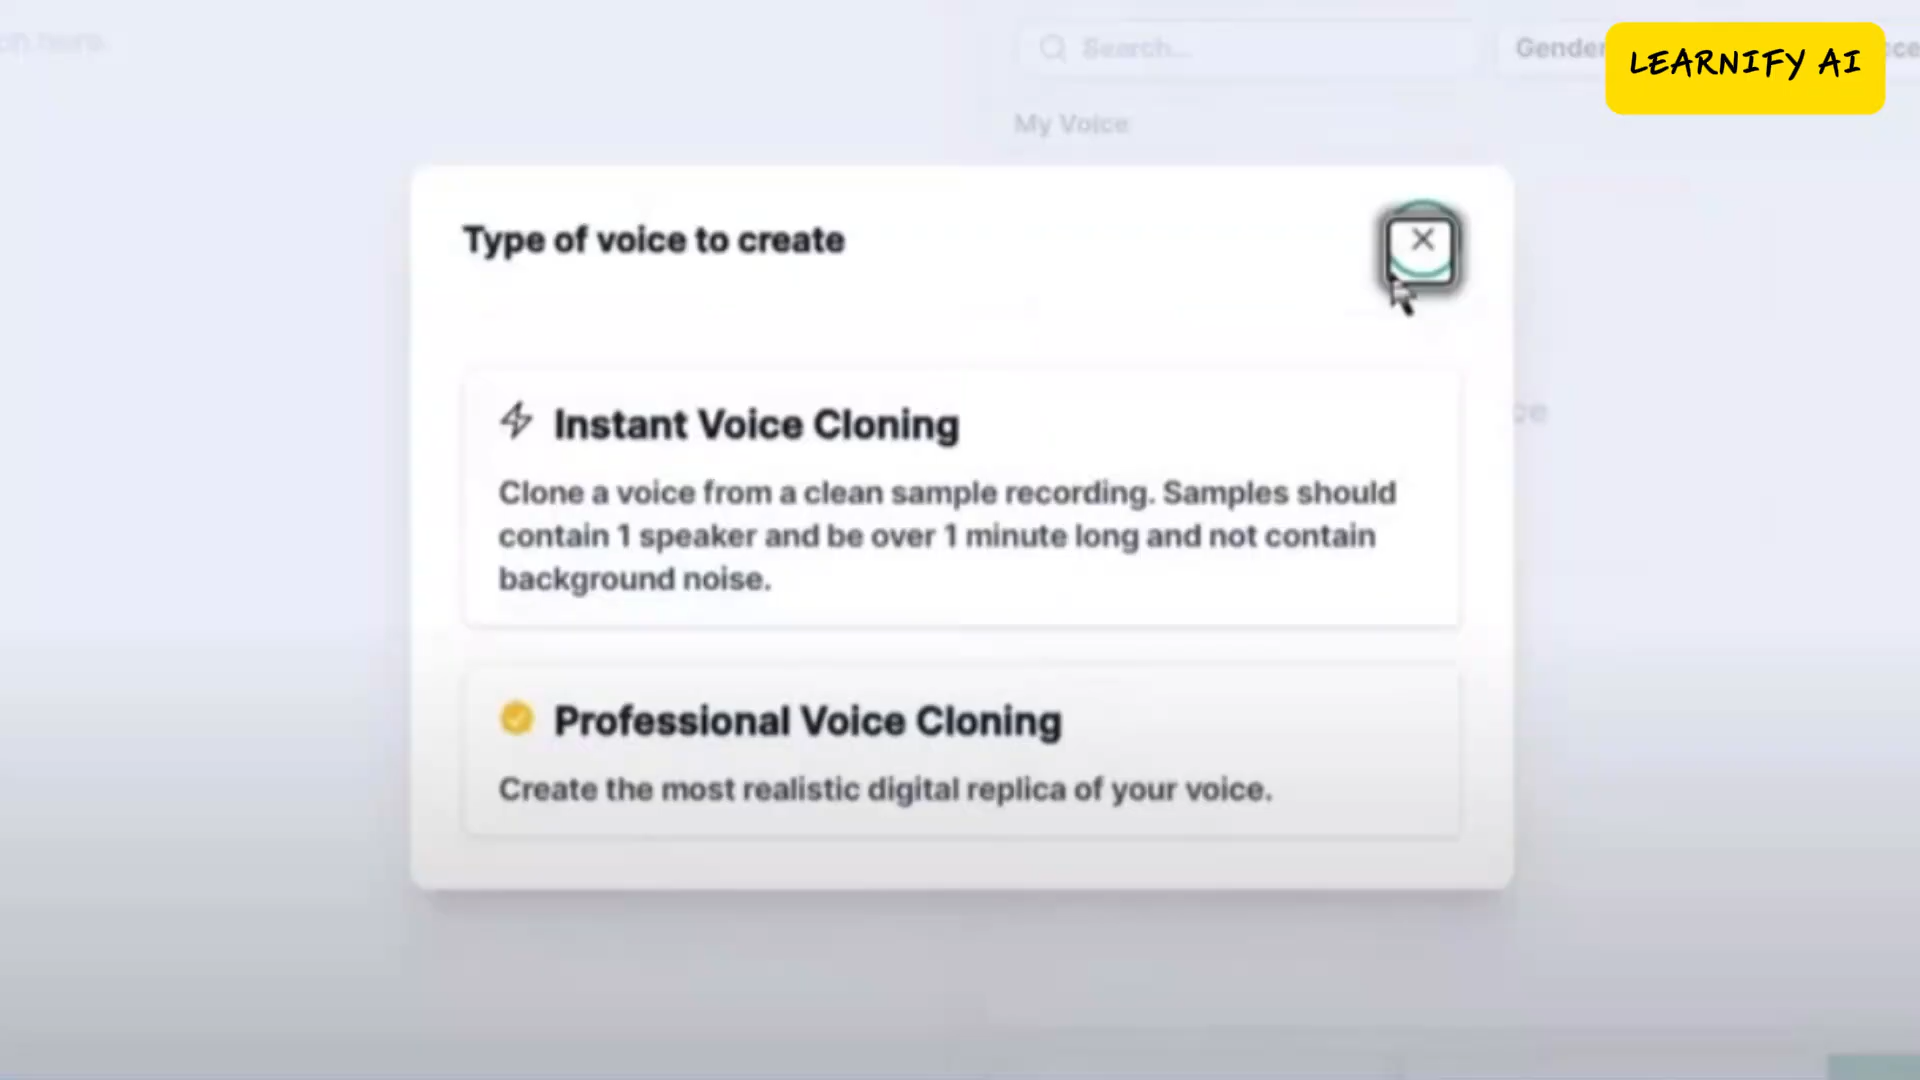 Search...
Gender
LEARNIFY AI
My Voice
Type of voice to create
Instant Voice Cloning
Clone a voice from a clean sample recording. Samples should
contain 1 speaker and be over 1 minute long and not contain
background noise.
Professional Voice Cloning
Create the most realistic digital replica of your voice.